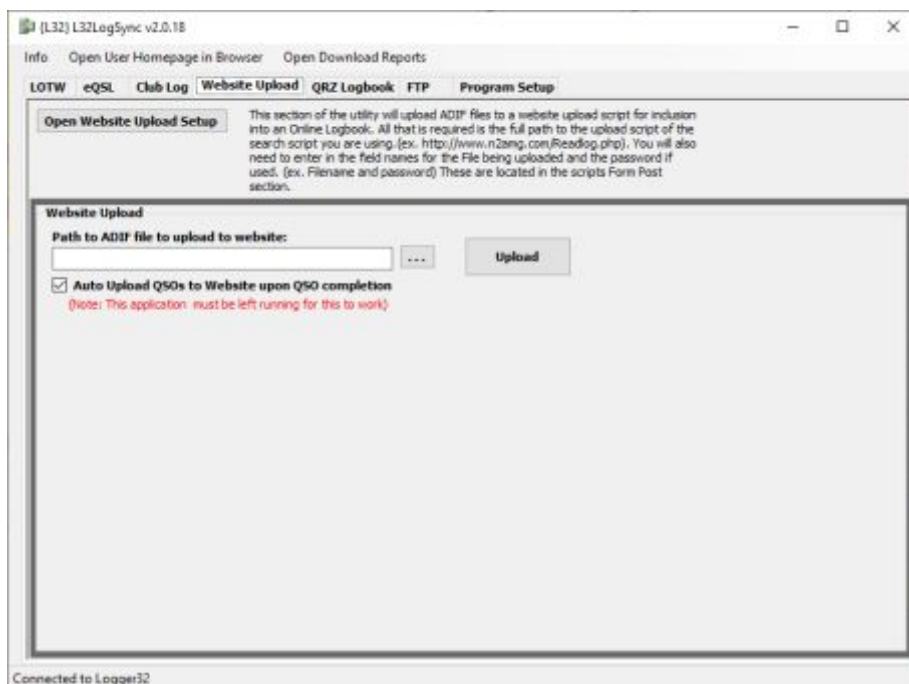 (L32) L32LogSync v2.0.18
Info Open User Homepage in Browser Open Download Reports
LOTW eQSL Club Log Website Upload QRZ Logbook FTP Program Setup
Open Website Upload Setup
This section of the utility will upload ADIF files to a website upload script for inclusion
into an Online Logbook. All that is required is the full path to the upload script of the
search script you are using.(ex. http://www.n2amg.com/Readlog.php). You will also
need to enter in the field names for the File being uploaded and the password if
used. (ex. Filename and password) These are located in the scripts Form Post
section.
Website Upload
Path to ADIF file to upload to website:
...
Upload
Auto Upload QSOs to Website upon QSO completion
(Note: This application must be left running for this to work)
Connected to Logger32